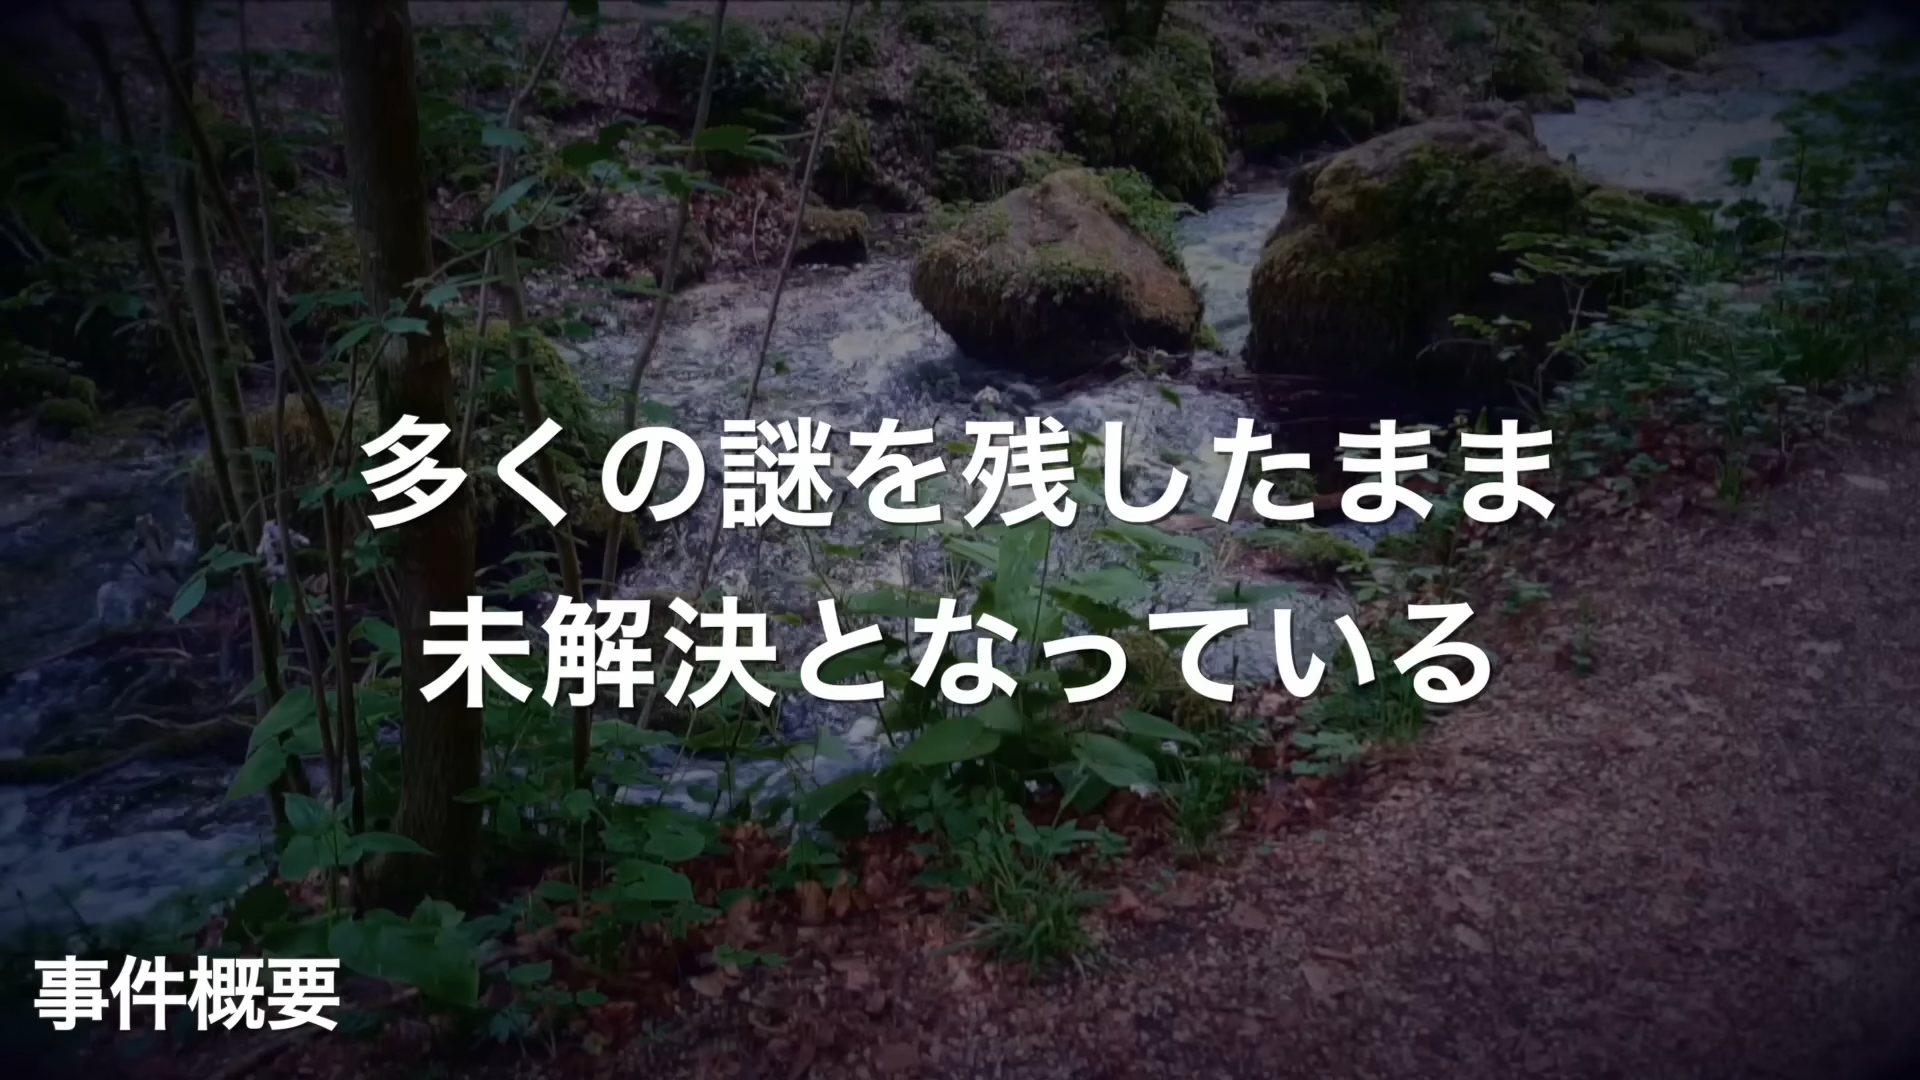 多くの謎を残したまま
未解決となっている
事件概要